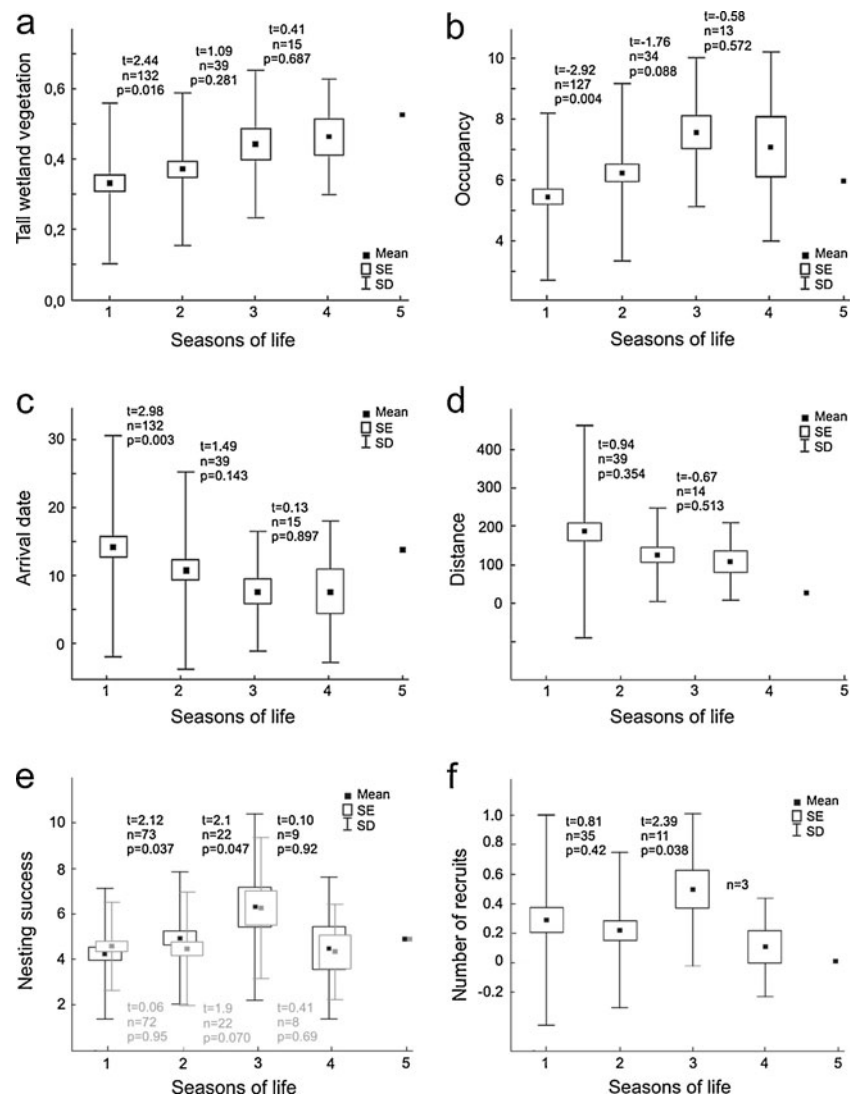 a
t=2.44
n=132
p=0.016
t=1.09
n=39
p=0.281
t=0.41
n=15
p=0.687
Tall wetland vegetation
0,6
0,4
0,2
0,0
Mean
SE
SD
1 2 3 4 5
Seasons of life
b
t=-2.92
n=127
p=0.004
t=-1.76
n=34
p=0.088
t=-0.58
n=13
p=0.572
Occupancy
10
8
6
4
Mean
SE
SD
1 2 3 4 5
Seasons of life
c
t=2.98
n=132
p=0.003
t=1.49
n=39
p=0.143
t=0.13
n=15
p=0.897
Mean
SE
SD
Arrival date
30
20
10
0
1 2 3 4 5
Seasons of life
d
t=0.94
n=39
p=0.354
t=-0.67
n=14
p=0.513
Mean
SE
SD
Distance
400
300
200
100
0
1 2 3 4 5
Seasons of life
e
t=2.12
n=73
p=0.037
t=2.1
n=22
p=0.047
t=0.10
n=9
p=0.92
Mean
SE
SD
Nesting success
10
8
6
4
2
t=0.06
n=72
p=0.95
t=1.9
n=22
p=0.070
t=0.41
n=8
p=0.69
1 2 3 4 5
Seasons of life
f
t=0.81
n=35
p=0.42
t=2.39
n=11
p=0.038
n=3
Mean
SE
SD
Number of recruits
1.0
0.8
0.6
0.4
0.2
0
-0.2
1 2 3 4 5
Seasons of life